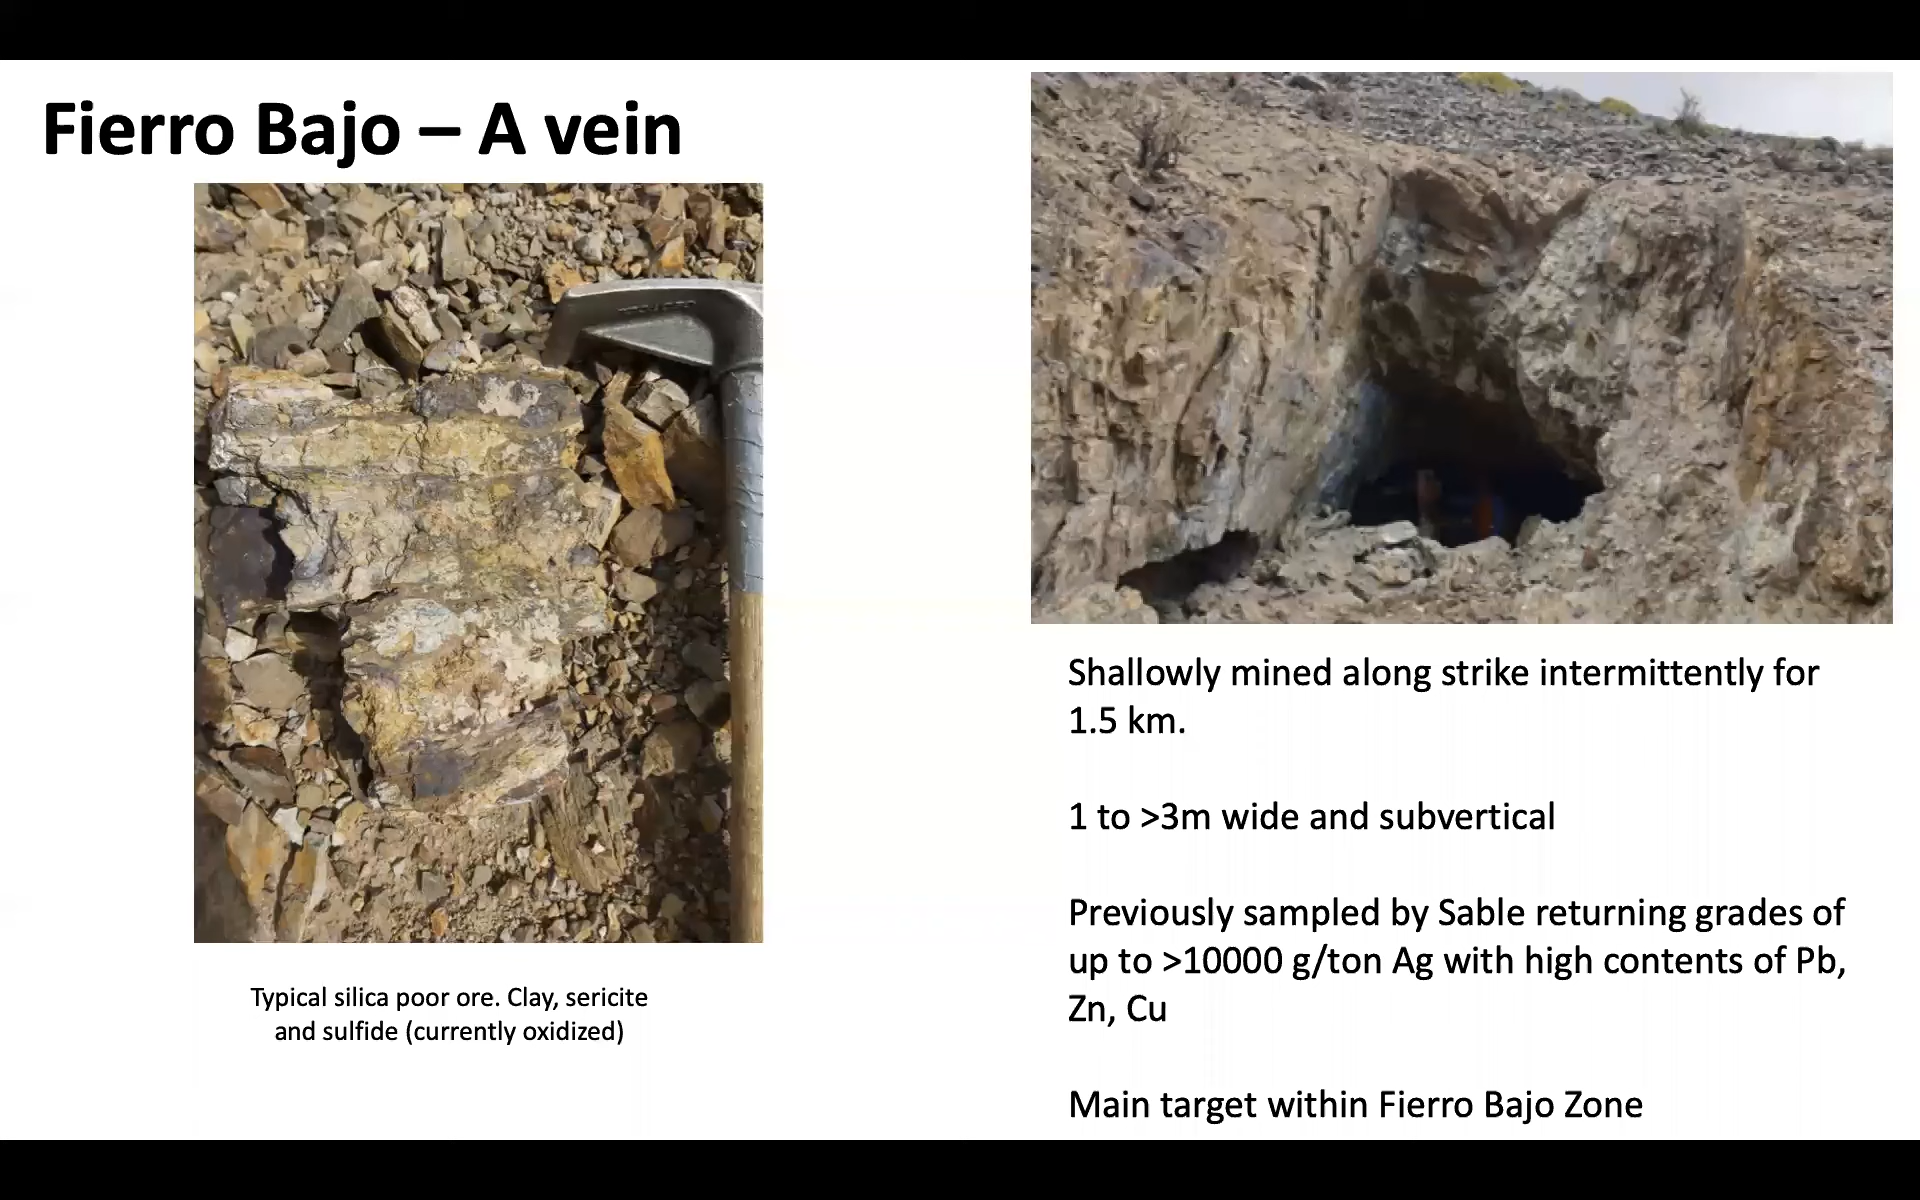 Fierro Bajo – A vein
Typical silica poor ore. Clay, sericite
and sulfide (currently oxidized)
Shallowly mined along strike intermittently for
1.5 km.
1 to >3m wide and subvertical
Previously sampled by Sable returning grades of
up to >10000 g/ton Ag with high contents of Pb,
Zn, Cu
Main target within Fierro Bajo Zone